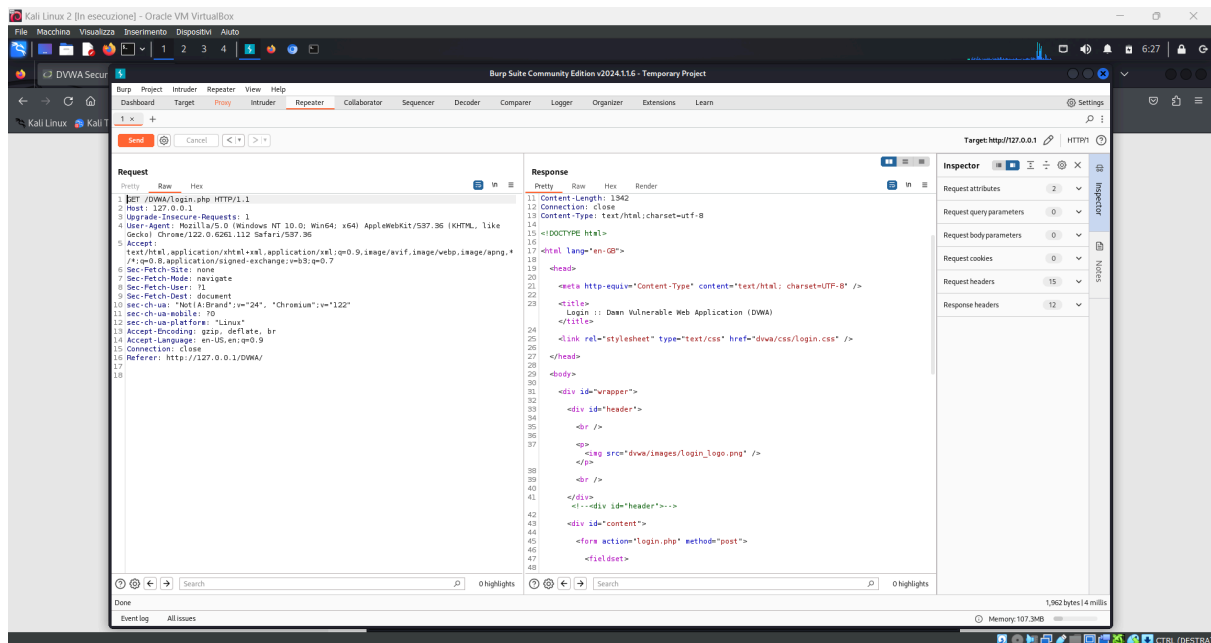 Kali Linux 2 [In esecuzione] - Oracle VM VirtualBox
File Macchina Visualizza Inserimento Dispositivi Aiuto
1 2 3 4
6:27
DVWA Secur
Burp Suite Community Edition v2024.1.1.6 - Temporary Project
Burp Project Intruder Repeater View Help
Dashboard Target Proxy Intruder Repeater Collaborator Sequencer Decoder Comparer Logger Organizer Extensions Learn
Settings
Kali Linux Kali T
1 × +
Send Cancel
Target: http://127.0.0.1 HTTP/1
Request
Pretty Raw Hex
1 GET /DVWA/login.php HTTP/1.1
2 Host: 127.0.0.1
3 Upgrade-Insecure-Requests: 1
4 User-Agent: Mozilla/5.0 (Windows NT 10.0; Win64; x64) AppleWebKit/537.36 (KHTML, like
Gecko) Chrome/122.0.6261.112 Safari/537.36
5 Accept:
text/html,application/xhtml+xml,application/xml;q=0.9,image/avif,image/webp,image/apng,*
/*;q=0.8,application/signed-exchange;v=b3;q=0.7
6 Sec-Fetch-Site: none
7 Sec-Fetch-Mode: navigate
8 Sec-Fetch-User: ?1
9 Sec-Fetch-Dest: document
10 sec-ch-ua: "Not(A:Brand";v="24", "Chromium";v="122"
11 sec-ch-ua-mobile: ?0
12 sec-ch-ua-platform: "Linux"
13 Accept-Encoding: gzip, deflate, br
14 Accept-Language: en-US,en;q=0.9
15 Connection: close
16 Referer: http://127.0.0.1/DVWA/
17
18
Search
0 highlights
Response
Pretty Raw Hex Render
11 Content-Length: 1342
12 Connection: close
13 Content-Type: text/html;charset=utf-8
14
15 <!DOCTYPE html>
16
17 <html lang="en-GB">
18
19 <head>
20
21 <meta http-equiv="Content-Type" content="text/html; charset=UTF-8" />
22
23 <title>
Login :: Damn Vulnerable Web Application (DVWA)
</title>
24
25 <link rel="stylesheet" type="text/css" href="dvwa/css/login.css" />
26
27 </head>
28
29 <body>
30
31 <div id="wrapper">
32
33 <div id="header">
34
35 <br />
36
37 <p>
<img src="dvwa/images/login_logo.png" />
</p>
38
39 <br />
40
41 </div>
<!--<div id="header">-->
42
43 <div id="content">
44
45 <form action="login.php" method="post">
46
47 <fieldset>
48
Search
0 highlights
Inspector
Request attributes 2
Request query parameters 0
Request body parameters 0
Request cookies 0
Request headers 15
Response headers 12
Inspector
Notes
Done
1,962 bytes | 4 millis
Event log All issues
Memory: 107.3MB
CTRL (DESTRA)